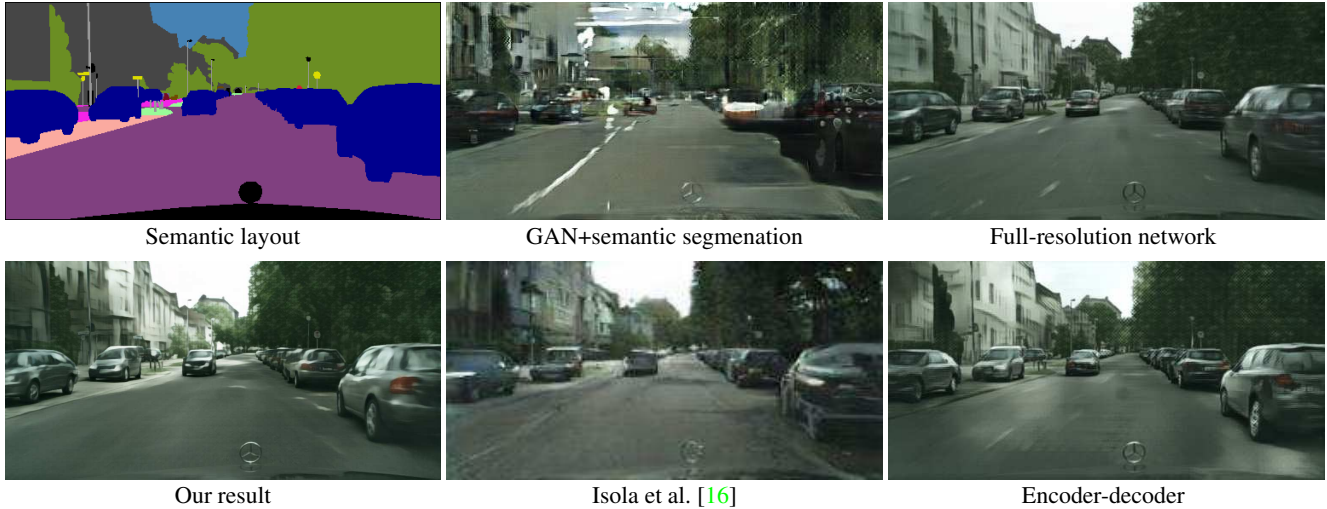 Semantic layout
GAN+semantic segmenation
Full-resolution network
Our result
Isola et al. [16]
Encoder-decoder